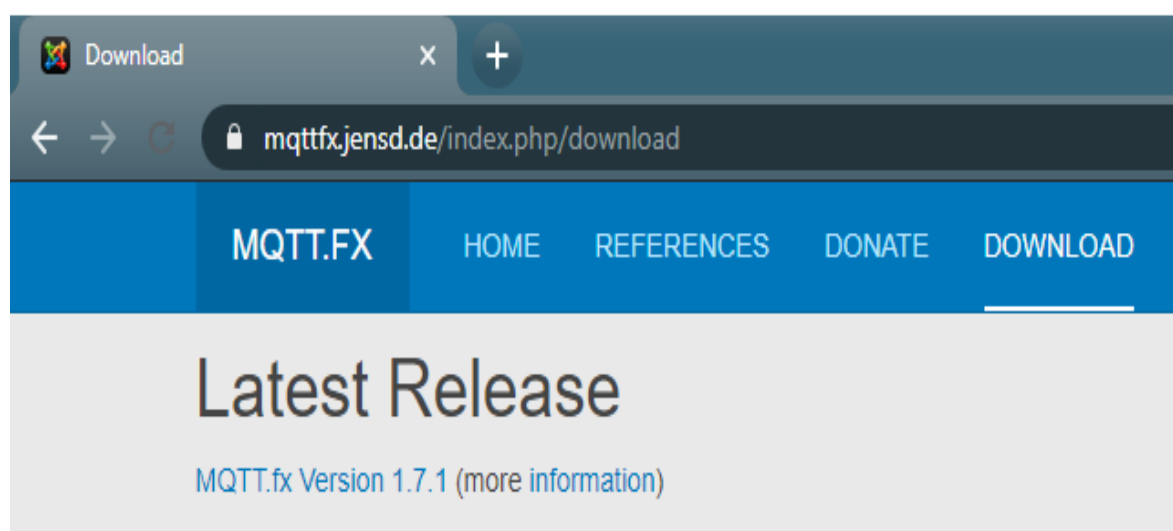 Download
mqttfx.jensd.de/index.php/download
MQTT.FX HOME REFERENCES DONATE DOWNLOAD
Latest Release
MQTT.fx Version 1.7.1 (more information)